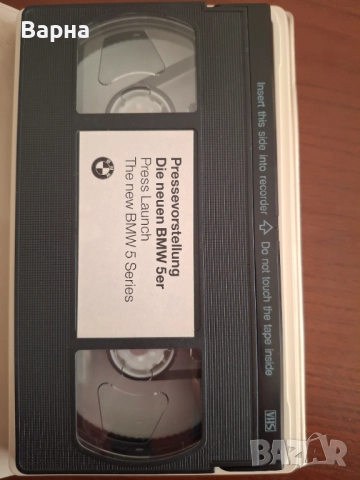 Варна
Insert this side into recorder ⇧ Do not touch the tape inside
Pressevorstellung
Die neuen BMW 5er
Press Launch
The new BMW 5 Series
VHS
BAZAR